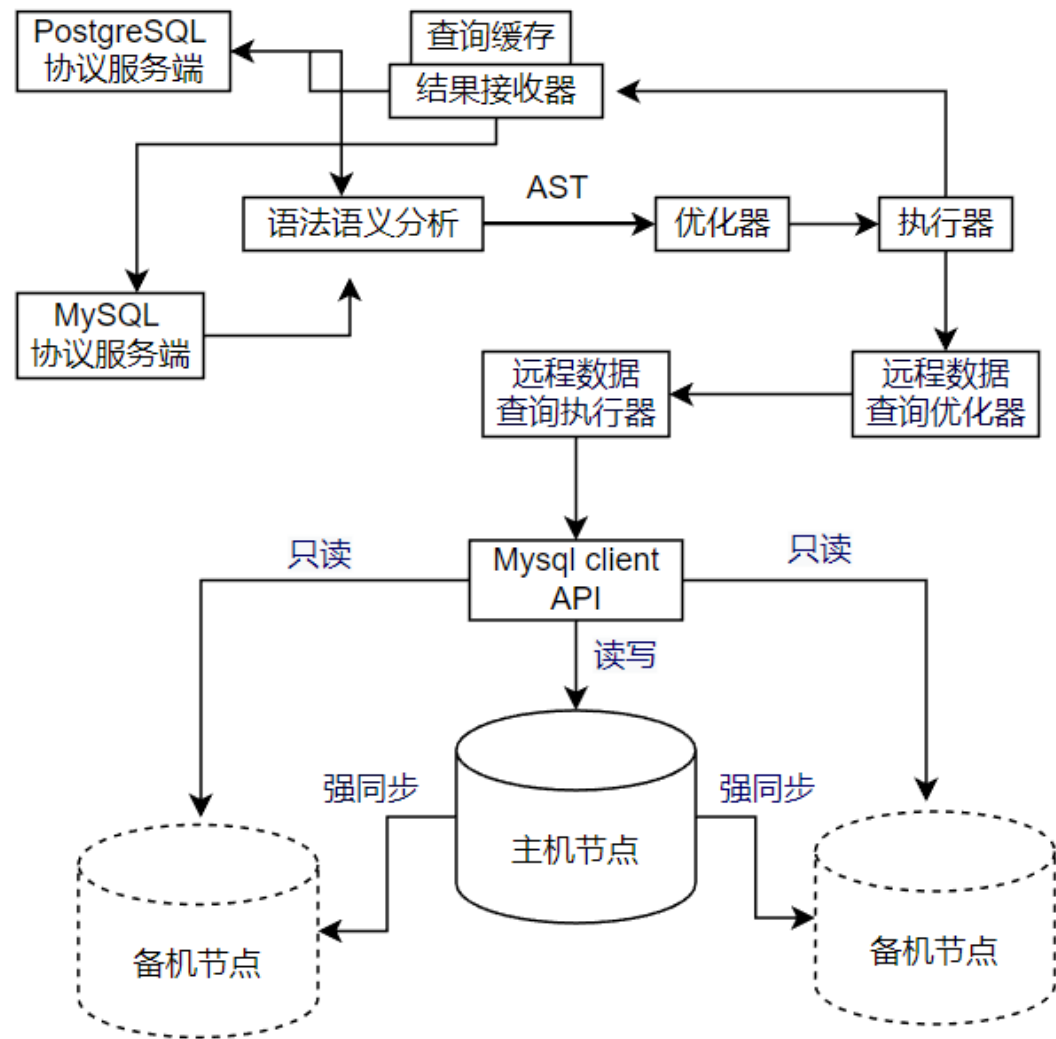 PostgreSQL
协议服务端
查询缓存
结果接收器
AST
语法语义分析
优化器
执行器
MySQL
协议服务端
远程数据
查询执行器
远程数据
查询优化器
只读
Mysql client
API
只读
读写
强同步
强同步
主机节点
备机节点
备机节点